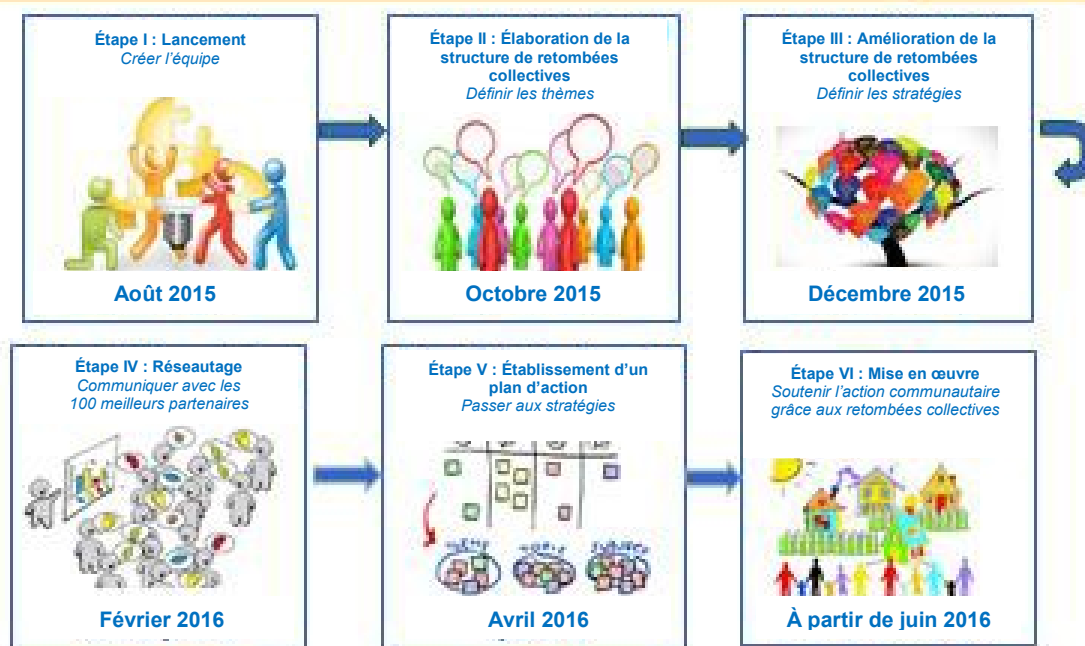 Étape I : Lancement
Créer l'équipe
Août 2015
Étape II : Élaboration de la
structure de retombées
collectives
Définir les thèmes
Octobre 2015
Étape III : Amélioration de la
structure de retombées
collectives
Définir les stratégies
Décembre 2015
Étape IV : Réseautage
Communiquer avec les
100 meilleurs partenaires
Février 2016
Étape V : Établissement d'un
plan d'action
Passer aux stratégies
Avril 2016
Étape VI : Mise en œuvre
Soutenir l'action communautaire
grâce aux retombées collectives
À partir de juin 2016